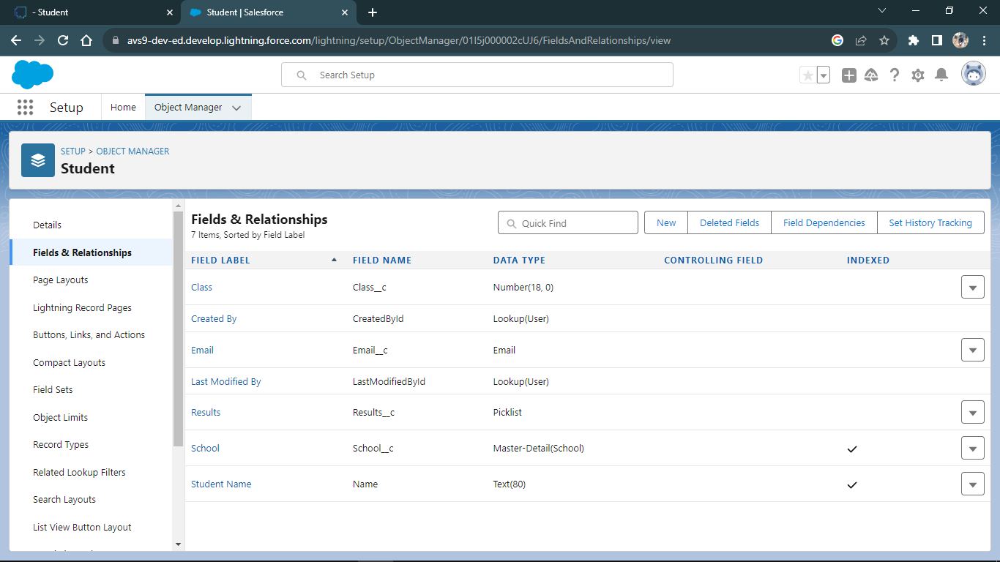 - Student
Student | Salesforce
avs9-dev-ed.develop.lightning.force.com/lightning/setup/ObjectManager/01I5j000002cUJ6/FieldsAndRelationships/view
Search Setup
Setup
Home
Object Manager
SETUP > OBJECT MANAGER
Student
Details
Fields & Relationships
Page Layouts
Lightning Record Pages
Buttons, Links, and Actions
Compact Layouts
Field Sets
Object Limits
Record Types
Related Lookup Filters
Search Layouts
List View Button Layout
Fields & Relationships
7 Items, Sorted by Field Label
Quick Find
New
Deleted Fields
Field Dependencies
Set History Tracking
FIELD LABEL FIELD NAME DATA TYPE CONTROLLING FIELD INDEXED
Class Class__c Number(18, 0)
Created By CreatedById Lookup(User)
Email Email__c Email
Last Modified By LastModifiedById Lookup(User)
Results Results__c Picklist
School School__c Master-Detail(School)
Student Name Name Text(80)